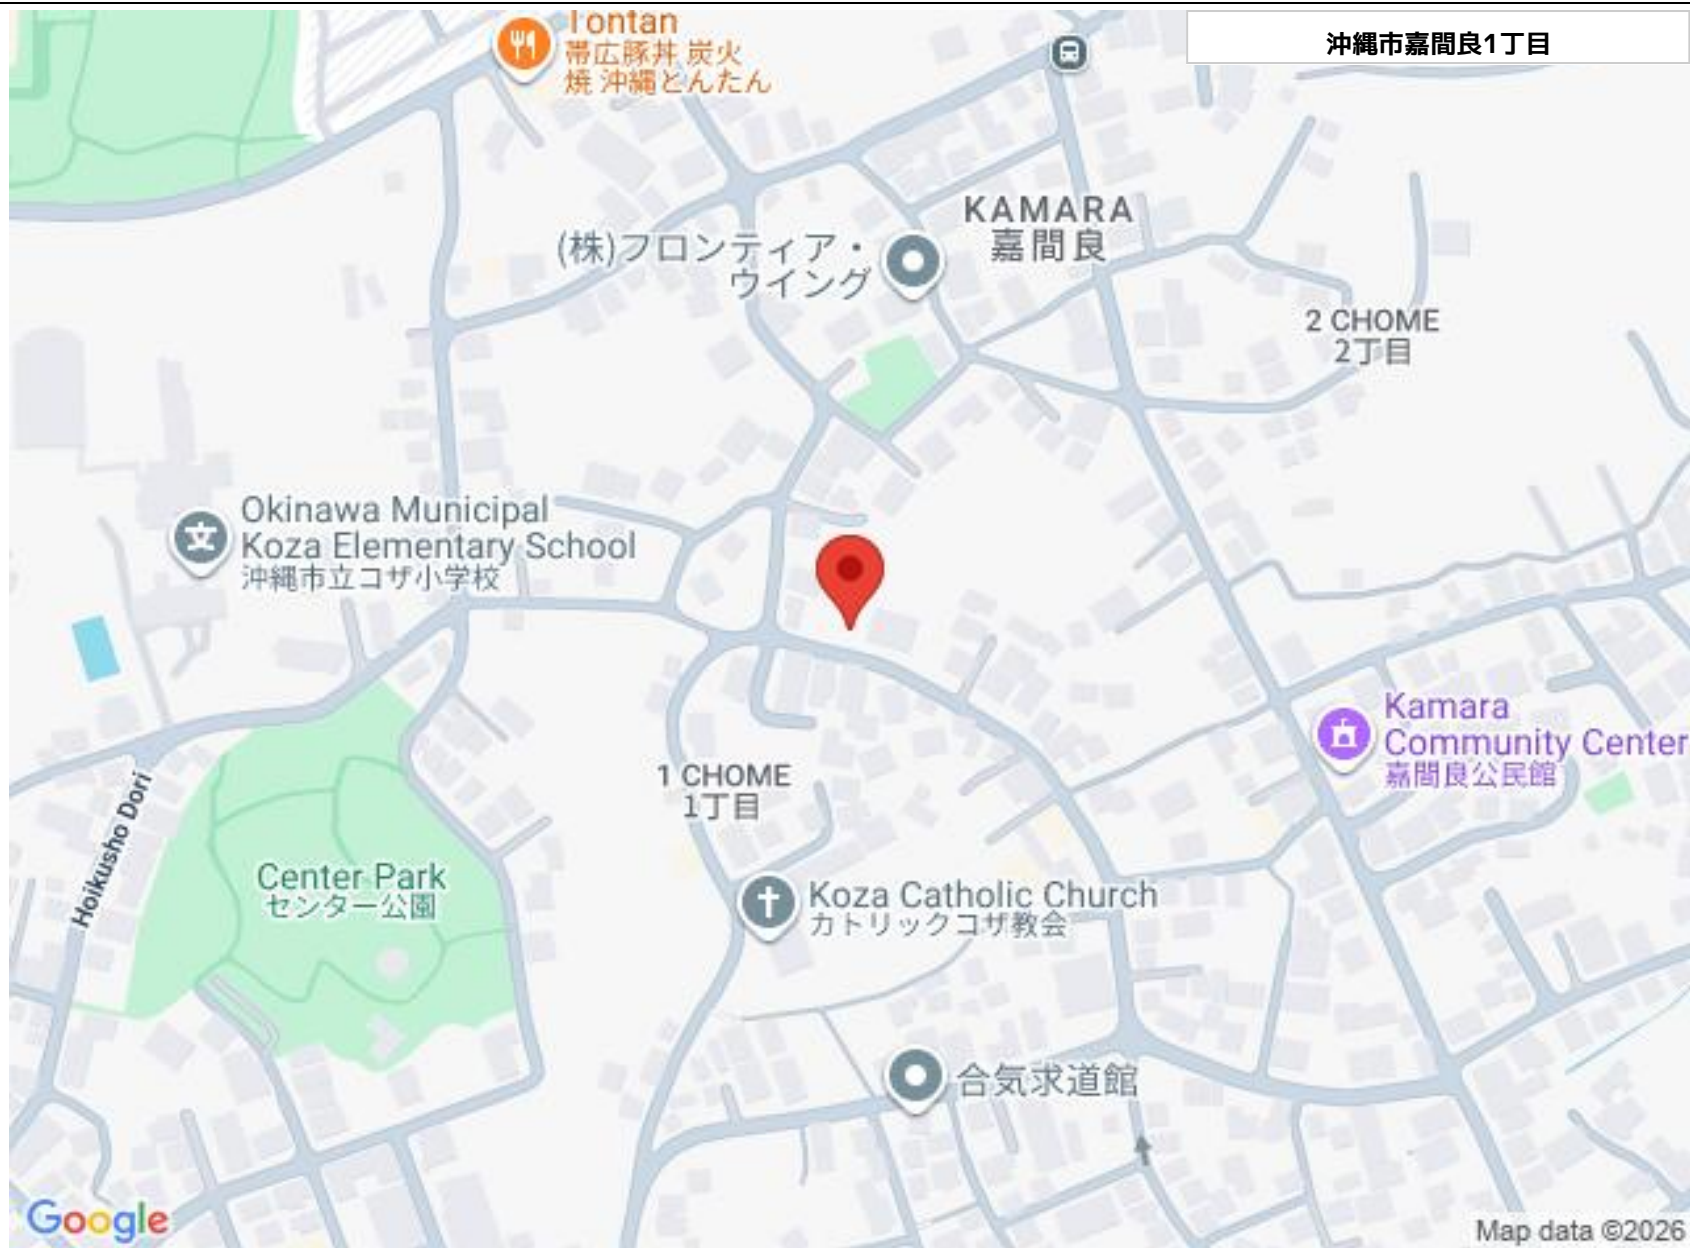 沖縄市嘉間良1丁目
Tontan
帯広豚丼 炭火
焼 沖縄とんたん
KAMARA
嘉間良
(株)フロンティア・
ウイング
2 CHOME
2丁目
Okinawa Municipal
Koza Elementary School
沖縄市立コザ小学校
Kamara
Community Center
嘉間良公民館
1 CHOME
1丁目
Hoikusho Dori
Center Park
センター公園
Koza Catholic Church
カトリックコザ教会
合気求道館
Google
Map data ©2026